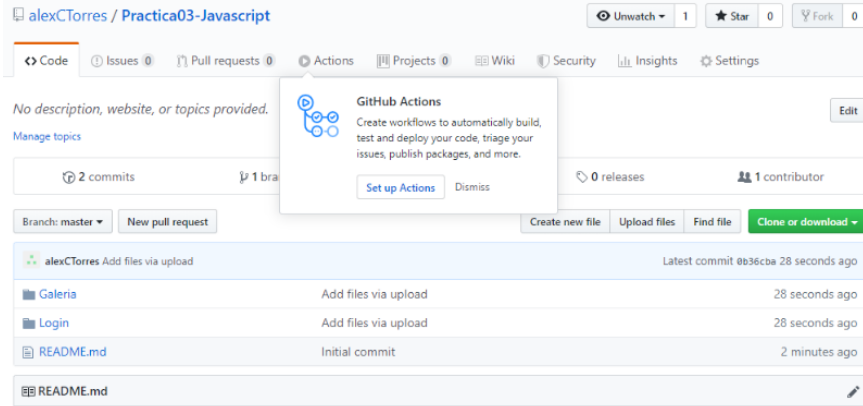 alexCTorres / Practica03-Javascript
Unwatch 1 Star 0 Fork 0
Code Issues 0 Pull requests 0 Actions Projects 0 Wiki Security Insights Settings
GitHub Actions
Create workflows to automatically build,
test and deploy your code, triage your
issues, publish packages, and more.
Set up Actions Dismiss
No description, website, or topics provided. Edit
Manage topics
2 commits 1 bra 0 releases 1 contributor
Branch: master New pull request Create new file Upload files Find file Clone or download
alexCTorres Add files via upload Latest commit 0b36cba 28 seconds ago
Galeria Add files via upload 28 seconds ago
Login Add files via upload 28 seconds ago
README.md Initial commit 2 minutes ago
README.md